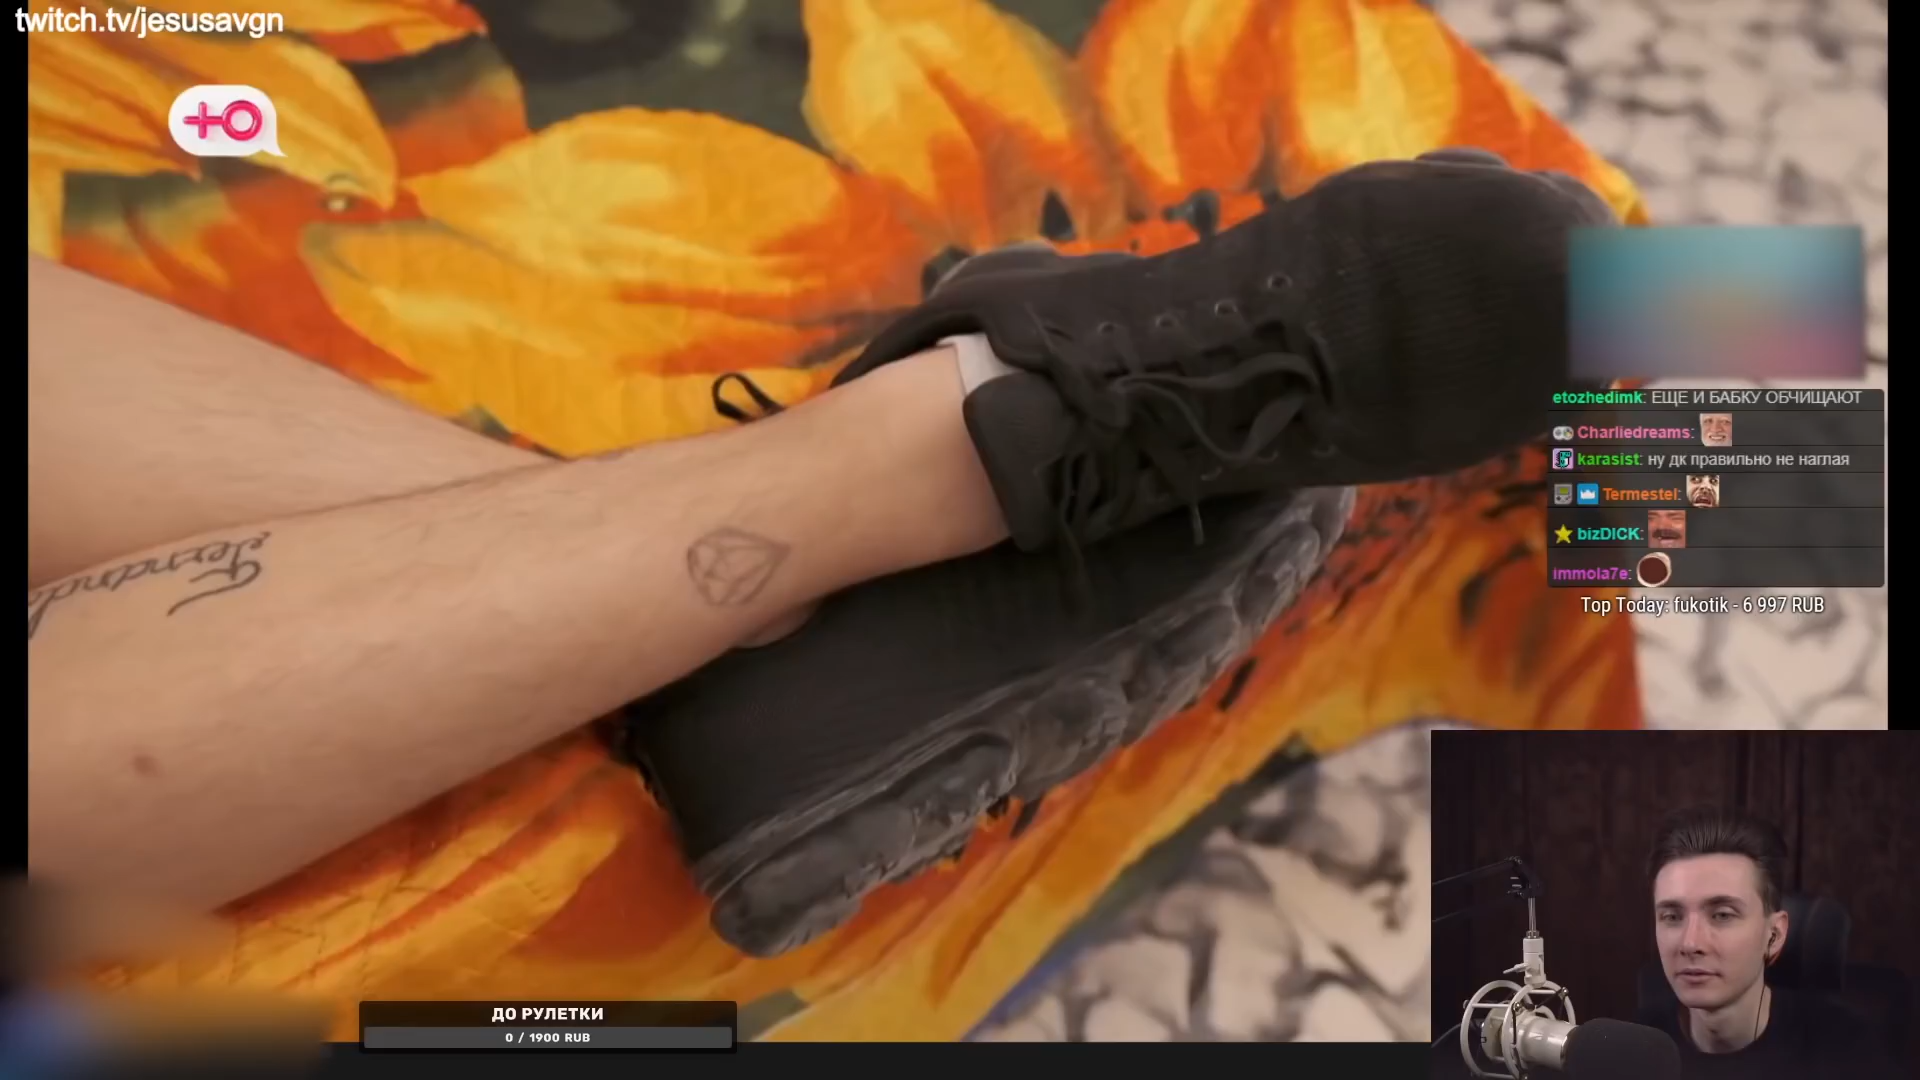 twitch.tv/jesusavgn
Ю
etozhedimk: ЕЩЕ И БАБКУ ОБЧИЩАЮТ
Charliedreams:
karasist: ну дк правильно не наглая
Termestel:
bizDICK:
immola7e:
Top Today: fukotik - 6 997 RUB
ДО РУЛЕТКИ
0 / 1900 RUB